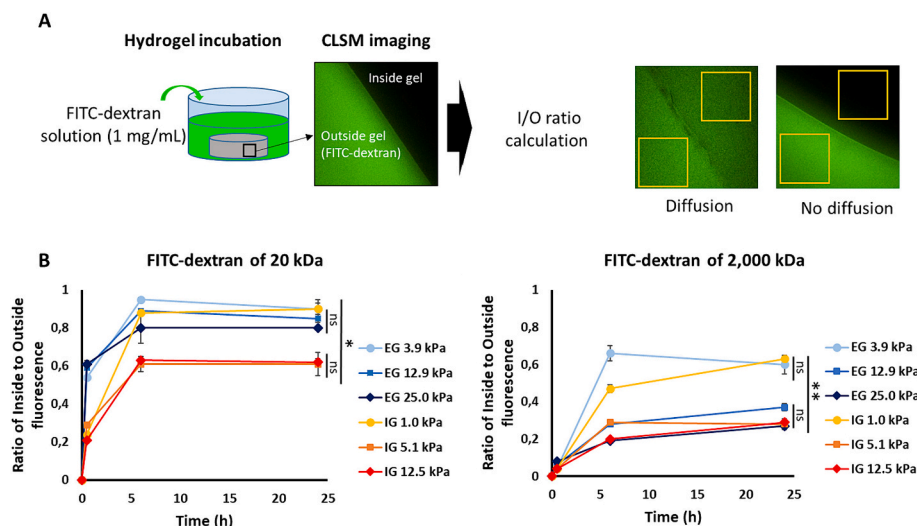 A
Hydrogel incubation
CLSM imaging
FITC-dextran
solution (1 mg/mL)
Inside gel
Outside gel
(FITC-dextran)
I/O ratio
calculation
Diffusion
No diffusion
B
FITC-dextran of 20 kDa
Ratio of Inside to Outside
fluorescence
1
0,8
0,6
0,4
0,2
0
0
5
10
15
20
25
Time (h)
ns
ns
*
EG 3.9 kPa
EG 12.9 kPa
EG 25.0 kPa
IG 1.0 kPa
IG 5.1 kPa
IG 12.5 kPa
FITC-dextran of 2,000 kDa
Ratio of Inside to Outside
fluorescence
1
0,8
0,6
0,4
0,2
0
0
5
10
15
20
25
Time (h)
ns
ns
**
EG 3.9 kPa
EG 12.9 kPa
EG 25.0 kPa
IG 1.0 kPa
IG 5.1 kPa
IG 12.5 kPa